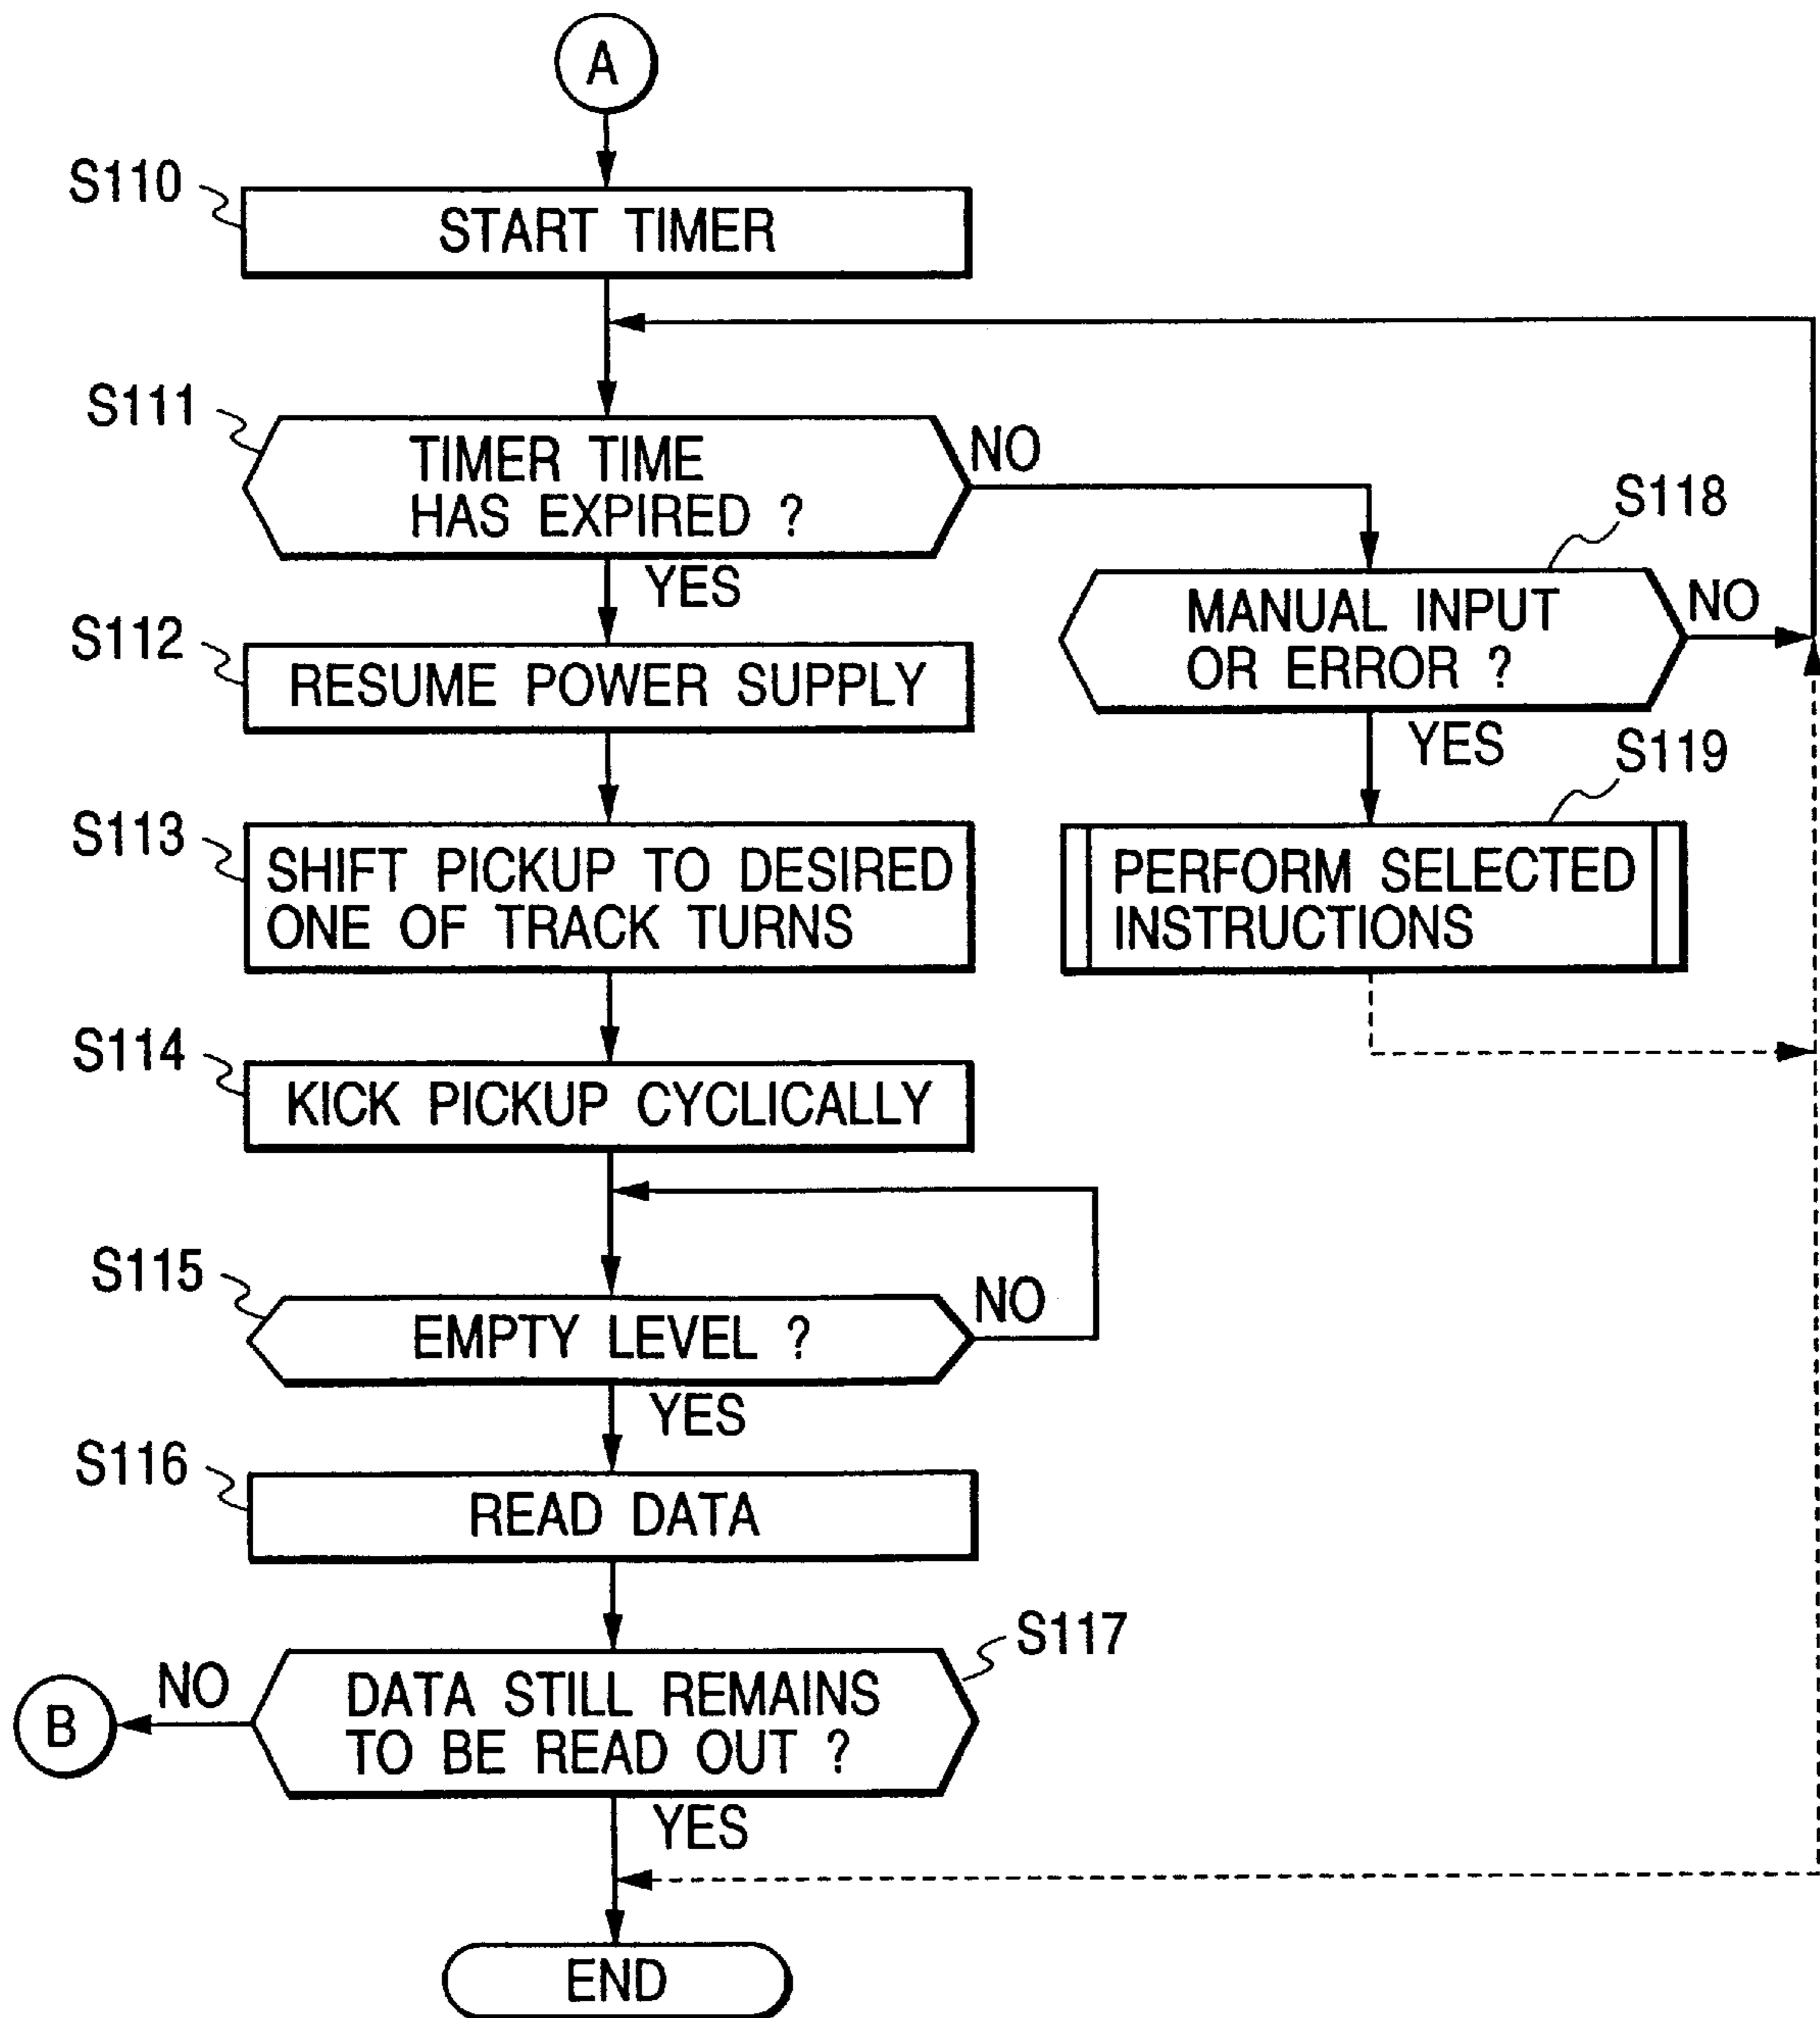 A
S110
START TIMER
S111
TIMER TIME
HAS EXPIRED ?
NO
YES
S118
MANUAL INPUT
OR ERROR ?
NO
YES
S112
RESUME POWER SUPPLY
S119
PERFORM SELECTED
INSTRUCTIONS
S113
SHIFT PICKUP TO DESIRED
ONE OF TRACK TURNS
S114
KICK PICKUP CYCLICALLY
S115
EMPTY LEVEL ?
NO
YES
S116
READ DATA
S117
DATA STILL REMAINS
TO BE READ OUT ?
NO
B
YES
END